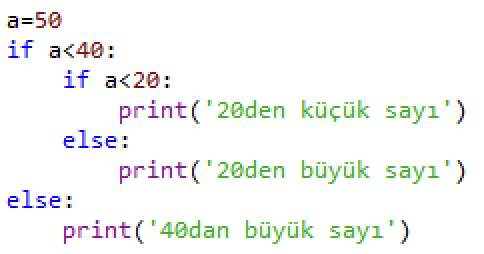 a=50
if a<40:
    if a<20:
        print('20den küçük sayı')
    else:
        print('20den büyük sayı')
else:
    print('40dan büyük sayı')